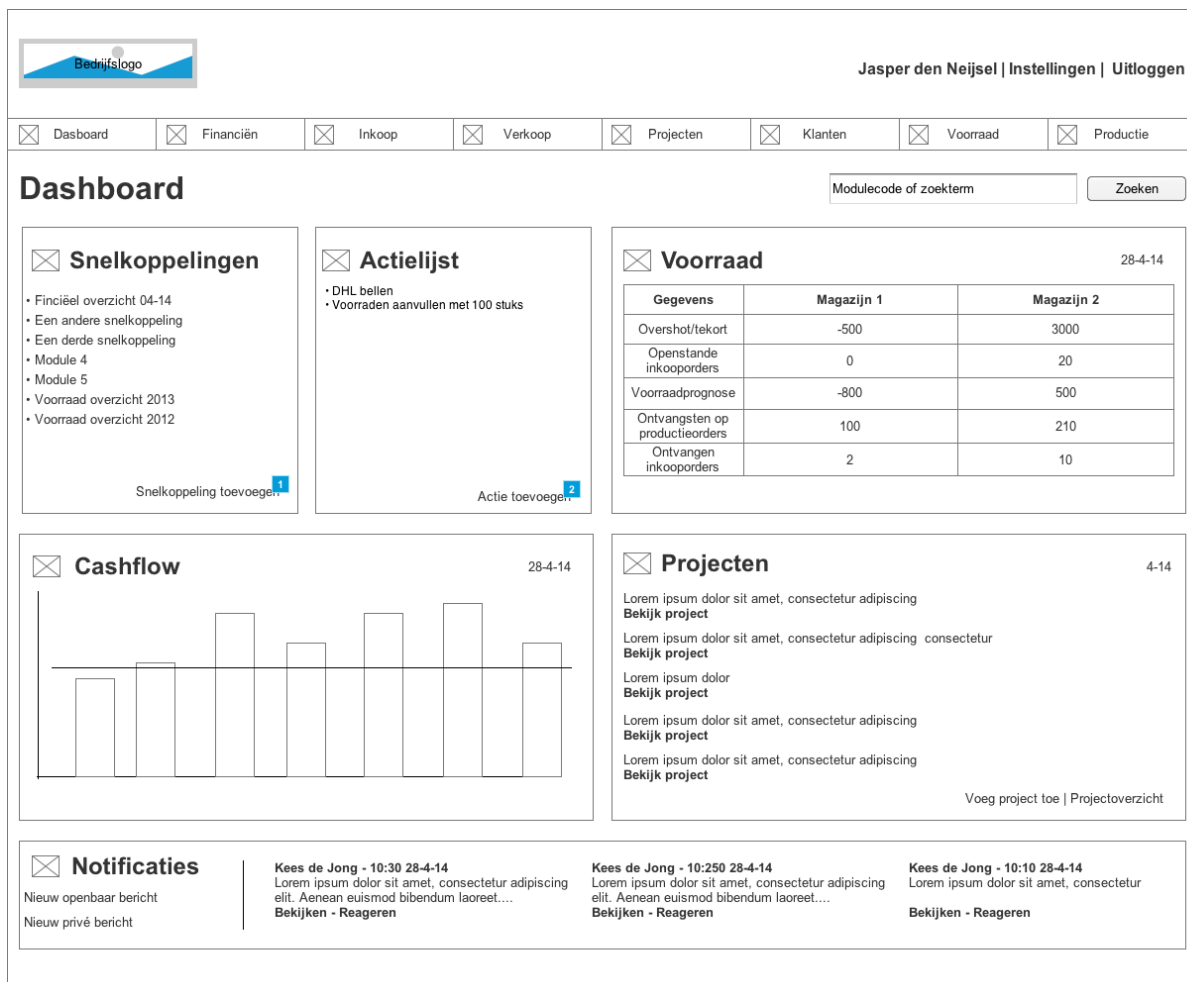 Bedrijfslogo
Jasper den Neijsel | Instellingen | Uitloggen
Dasboard Financiën Inkoop Verkoop Projecten Klanten Voorraad Productie
Dashboard
Modulecode of zoekterm Zoeken
Snelkoppelingen
• Finciëel overzicht 04-14
• Een andere snelkoppeling
• Een derde snelkoppeling
• Module 4
• Module 5
• Voorraad overzicht 2013
• Voorraad overzicht 2012
Snelkoppeling toevoegen 1
Actielijst
• DHL bellen
• Voorraden aanvullen met 100 stuks
Actie toevoegen 2
Voorraad 28-4-14
Gegevens Magazijn 1 Magazijn 2
Overshot/tekort -500 3000
Openstande
inkooporders 0 20
Voorraadprognose -800 500
Ontvangsten op
productieorders 100 210
Ontvangen
inkooporders 2 10
Cashflow 28-4-14
Projecten 4-14
Lorem ipsum dolor sit amet, consectetur adipiscing
Bekijk project
Lorem ipsum dolor sit amet, consectetur adipiscing  consectetur
Bekijk project
Lorem ipsum dolor
Bekijk project
Lorem ipsum dolor sit amet, consectetur adipiscing
Bekijk project
Lorem ipsum dolor sit amet, consectetur adipiscing
Bekijk project
Voeg project toe | Projectoverzicht
Notificaties
Nieuw openbaar bericht
Nieuw privé bericht
Kees de Jong - 10:30 28-4-14
Lorem ipsum dolor sit amet, consectetur adipiscing
elit. Aenean euismod bibendum laoreet....
Bekijken - Reageren
Kees de Jong - 10:250 28-4-14
Lorem ipsum dolor sit amet, consectetur adipiscing
elit. Aenean euismod bibendum laoreet....
Bekijken - Reageren
Kees de Jong - 10:10 28-4-14
Lorem ipsum dolor sit amet, consectetur
Bekijken - Reageren